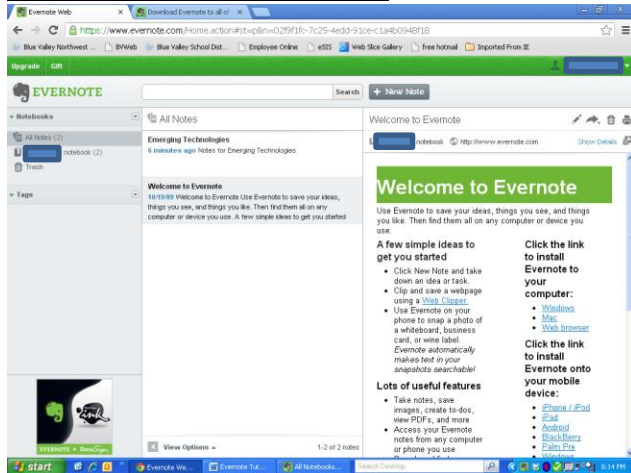 Evernote Web
Download Evernote to all of
https://www.evernote.com/Home.action#st=p&n=02f9f1fc-7c25-4edd-91ce-c1a4b0948f18
Blue Valley Northwest ...
BVWeb
Blue Valley School Dist...
Employee Online
eSIS
Web Slice Gallery
free hotmail
Imported From IE
Upgrade
Gift
EVERNOTE
Search
+ New Note
Notebooks
All Notes (2)
notebook (2)
Trash
Tags
All Notes
Emerging Technologies
6 minutes ago Notes for Emerging Technologies
Welcome to Evernote
10/19/09 Welcome to Evernote Use Evernote to save your ideas,
things you see, and things you like. Then find them all on any
computer or device you use. A few simple ideas to get you started
View Options
1-2 of 2 notes
Welcome to Evernote
notebook
http://www.evernote.com
Show Details
Welcome to Evernote
Use Evernote to save your ideas, things you see, and things
you like. Then find them all on any computer or device you
use.
A few simple ideas to
get you started
Click New Note and take
down an idea or task.
Clip and save a webpage
using a Web Clipper.
Use Evernote on your
phone to snap a photo of
a whiteboard, business
card, or wine label.
Evernote automatically
makes text in your
snapshots searchable!
Lots of useful features
Take notes, save
images, create to-dos,
view PDFs, and more
Access your Evernote
notes from any computer
or phone you use
Click the link
to install
Evernote to
your
computer:
Windows
Mac
Web browser
Click the link
to install
Evernote onto
your mobile
device:
iPhone / iPod
iPad
Android
BlackBerry
Palm Pre
ink
EVERNOTE + DocuSign
start
Evernote We...
Evernote Tut...
All Notebooks...
Search Desktop
8:14 PM